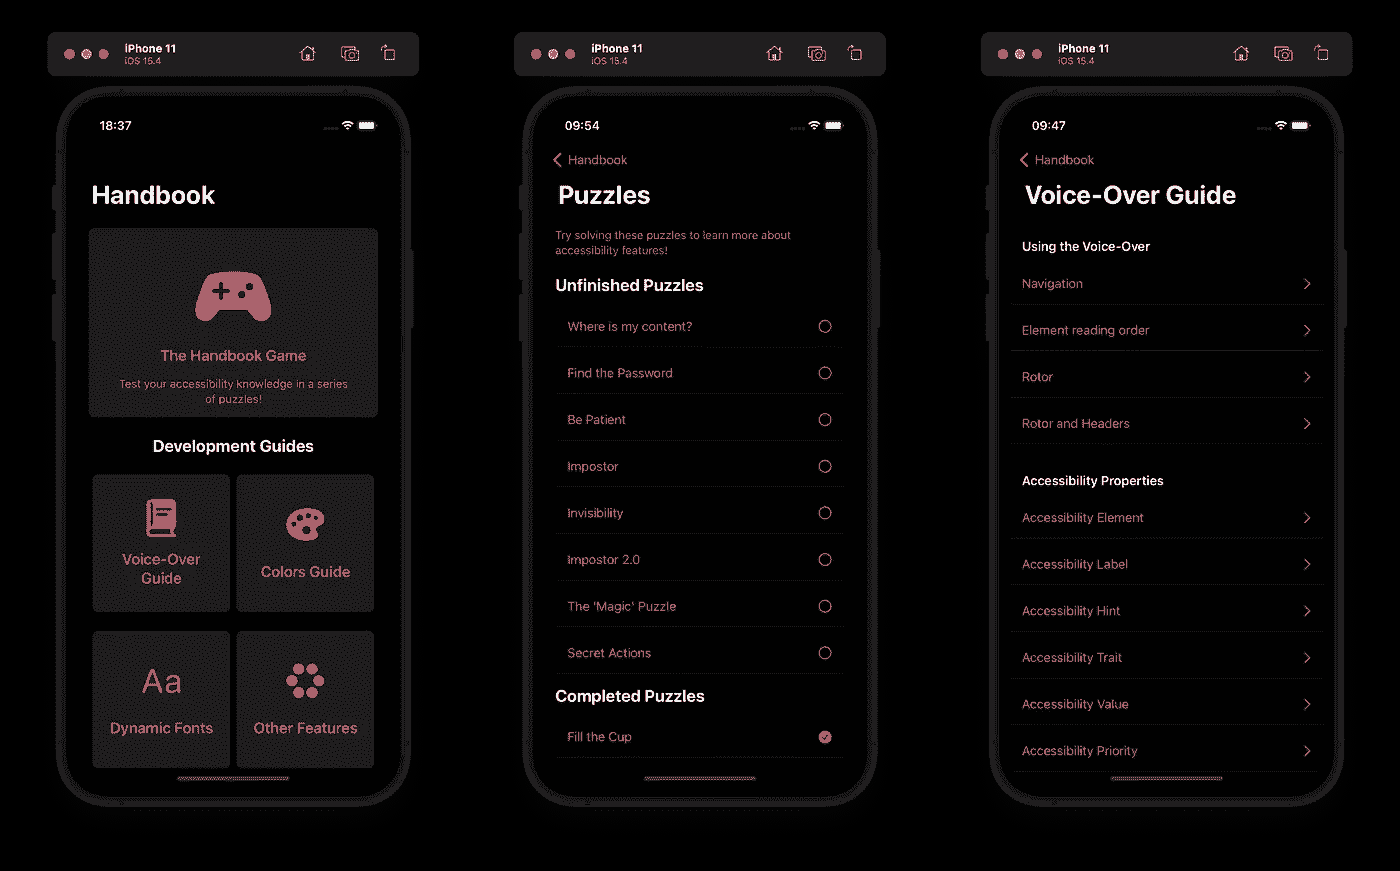 iPhone 11
iOS 15.4
18:37
Handbook
The Handbook Game
Test your accessibility knowledge in a series
of puzzles!
Development Guides
Voice-Over
Guide
Colors Guide
Aa
Dynamic Fonts
Other Features
iPhone 11
iOS 15.4
09:54
Handbook
Puzzles
Try solving these puzzles to learn more about
accessibility features!
Unfinished Puzzles
Where is my content?
Find the Password
Be Patient
Impostor
Invisibility
Impostor 2.0
The 'Magic' Puzzle
Secret Actions
Completed Puzzles
Fill the Cup
iPhone 11
iOS 15.4
09:47
Handbook
Voice-Over Guide
Using the Voice-Over
Navigation
Element reading order
Rotor
Rotor and Headers
Accessibility Properties
Accessibility Element
Accessibility Label
Accessibility Hint
Accessibility Trait
Accessibility Value
Accessibility Priority